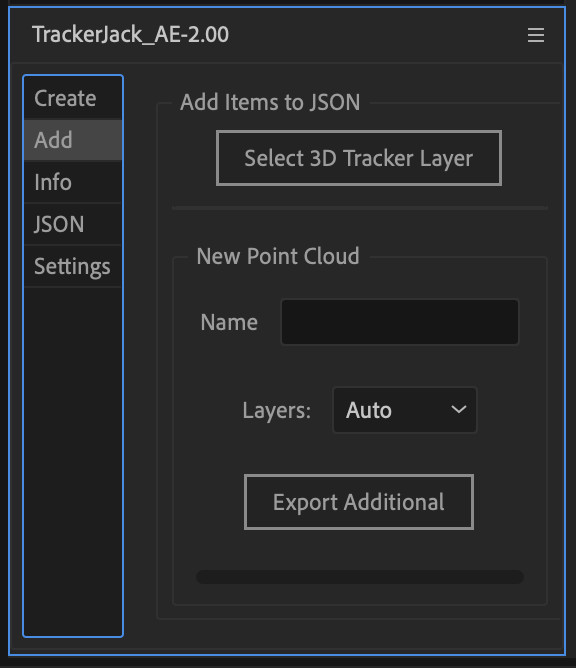 TrackerJack_AE-2.00
Create
Add
Info
JSON
Settings
Add Items to JSON
Select 3D Tracker Layer
New Point Cloud
Name
Layers: Auto
Export Additional